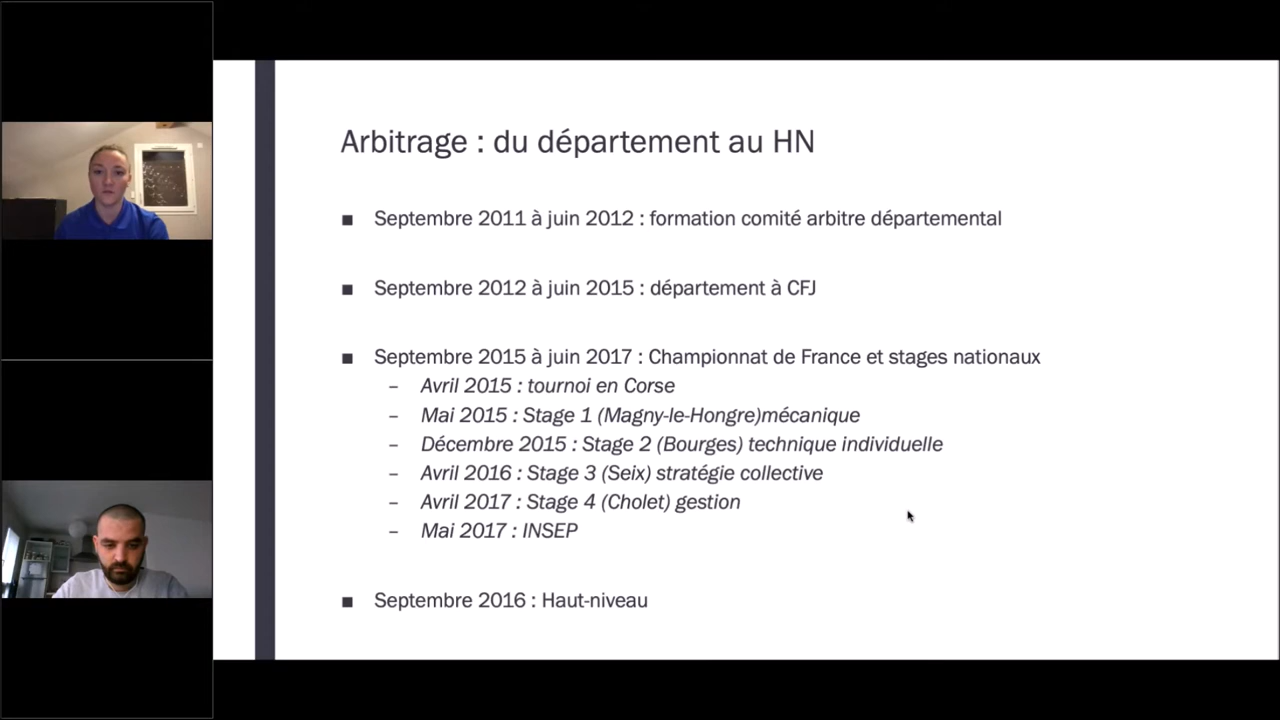 Arbitrage : du département au HN
■ Septembre 2011 à juin 2012 : formation comité arbitre départemental
■ Septembre 2012 à juin 2015 : département à CFJ
■ Septembre 2015 à juin 2017 : Championnat de France et stages nationaux
– Avril 2015 : tournoi en Corse
– Mai 2015 : Stage 1 (Magny-le-Hongre)mécanique
– Décembre 2015 : Stage 2 (Bourges) technique individuelle
– Avril 2016 : Stage 3 (Seix) stratégie collective
– Avril 2017 : Stage 4 (Cholet) gestion
– Mai 2017 : INSEP
■ Septembre 2016 : Haut-niveau